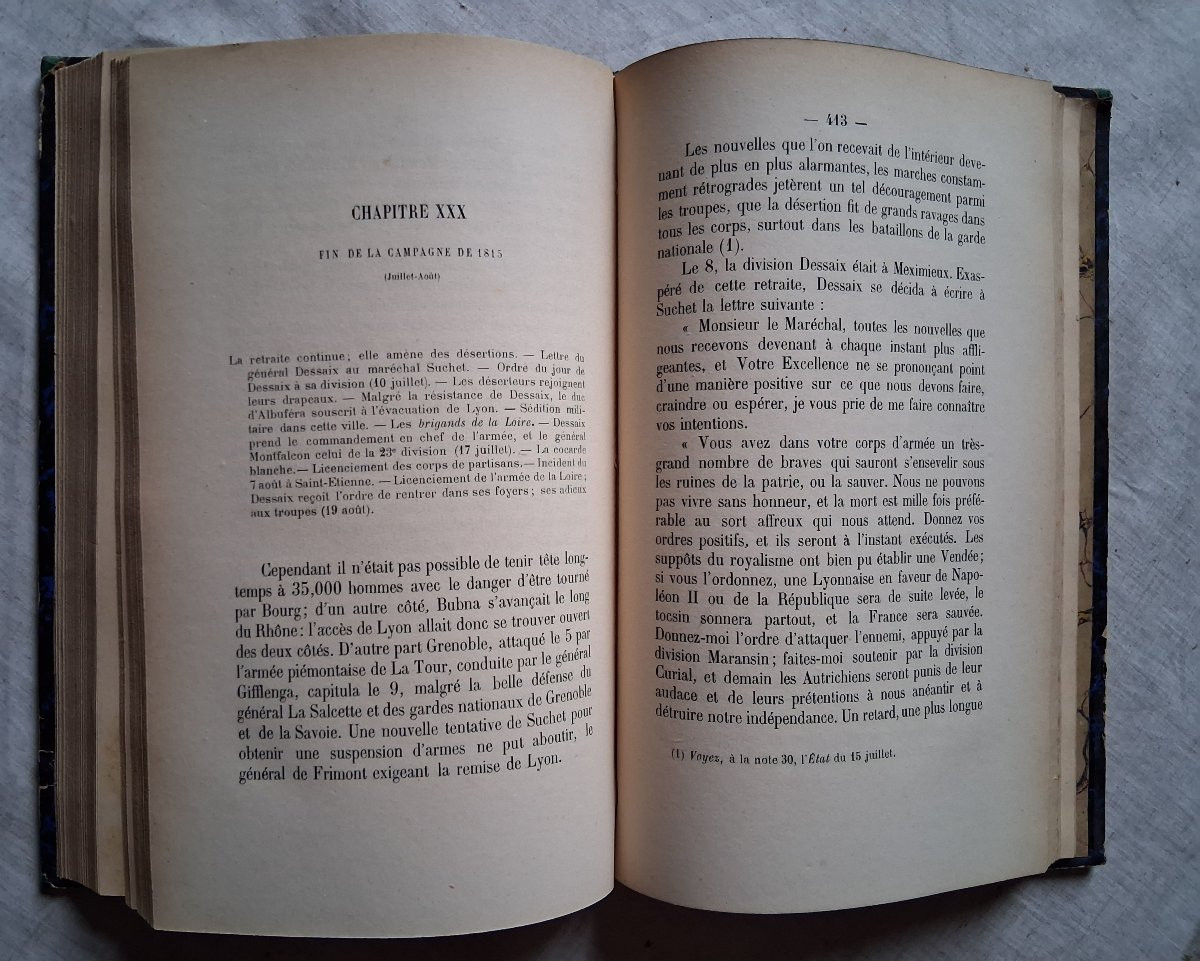 CHAPITRE XXX
FIN DE LA CAMPAGNE DE 1815
(Juillet-Août)
La retraite continue; elle amène des désertions. — Lettre du
général Dessaix au maréchal Suchet. — Ordre du jour de
Dessaix à sa division (10 juillet). — Les déserteurs rejoignent
leurs drapeaux. — Malgré la résistance de Dessaix, le duc
d'Albuféra souscrit à l'évacuation de Lyon. — Sédition mili-
taire dans cette ville. — Les brigands de la Loire. — Dessaix
prend le commandement en chef de l'armée, et le général
Montfalcon celui de la 23e division (17 juillet). — La cocarde
blanche. — Licenciement des corps de partisans. — Incident du
7 août à Saint-Etienne. — Licenciement de l'armée de la Loire;
Dessaix reçoit l'ordre de rentrer dans ses foyers; ses adieux
aux troupes (19 août).
Cependant il n'était pas possible de tenir tête long-
temps à 35,000 hommes avec le danger d'être tourné
par Bourg; d'un autre côté, Bubna s'avançait le long
du Rhône: l'accès de Lyon allait donc se trouver ouvert
des deux côtés. D'autre part Grenoble, attaqué le 5 par
l'armée piémontaise de La Tour, conduite par le général
Gifflenga, capitula le 9, malgré la belle défense du
général La Salcette et des gardes nationaux de Grenoble
et de la Savoie. Une nouvelle tentative de Suchet pour
obtenir une suspension d'armes ne put aboutir, le
général de Frimont exigeant la remise de Lyon.
— 413 —
Les nouvelles que l'on recevait de l'intérieur deve-
nant de plus en plus alarmantes, les marches constam-
ment rétrogrades jetèrent un tel découragement parmi
les troupes, que la désertion fit de grands ravages dans
tous les corps, surtout dans les bataillons de la garde
nationale (1).
Le 8, la division Dessaix était à Meximieux. Exas-
péré de cette retraite, Dessaix se décida à écrire à
Suchet la lettre suivante :
« Monsieur le Maréchal, toutes les nouvelles que
nous recevons devenant à chaque instant plus affli-
geantes, et Votre Excellence ne se prononçant point
d'une manière positive sur ce que nous devons faire,
craindre ou espérer, je vous prie de me faire connaître
vos intentions.
« Vous avez dans votre corps d'armée un très-
grand nombre de braves qui sauront s'ensevelir sous
les ruines de la patrie, ou la sauver. Nous ne pouvons
pas vivre sans honneur, et la mort est mille fois préfé-
rable au sort affreux qui nous attend. Donnez vos
ordres positifs, et ils seront à l'instant exécutés. Les
suppôts du royalisme ont bien pu établir une Vendée;
si vous l'ordonnez, une Lyonnaise en faveur de Napo-
léon II ou de la République sera de suite levée, le
tocsin sonnera partout, et la France sera sauvée.
Donnez-moi l'ordre d'attaquer l'ennemi, appuyé par la
division Maransin; faites-moi soutenir par la division
Curial, et demain les Autrichiens seront punis de leur
audace et de leurs prétentions à nous anéantir et à
détruire notre indépendance. Un retard, une plus longue
(1) Voyez, à la note 30, l'État du 15 juillet.